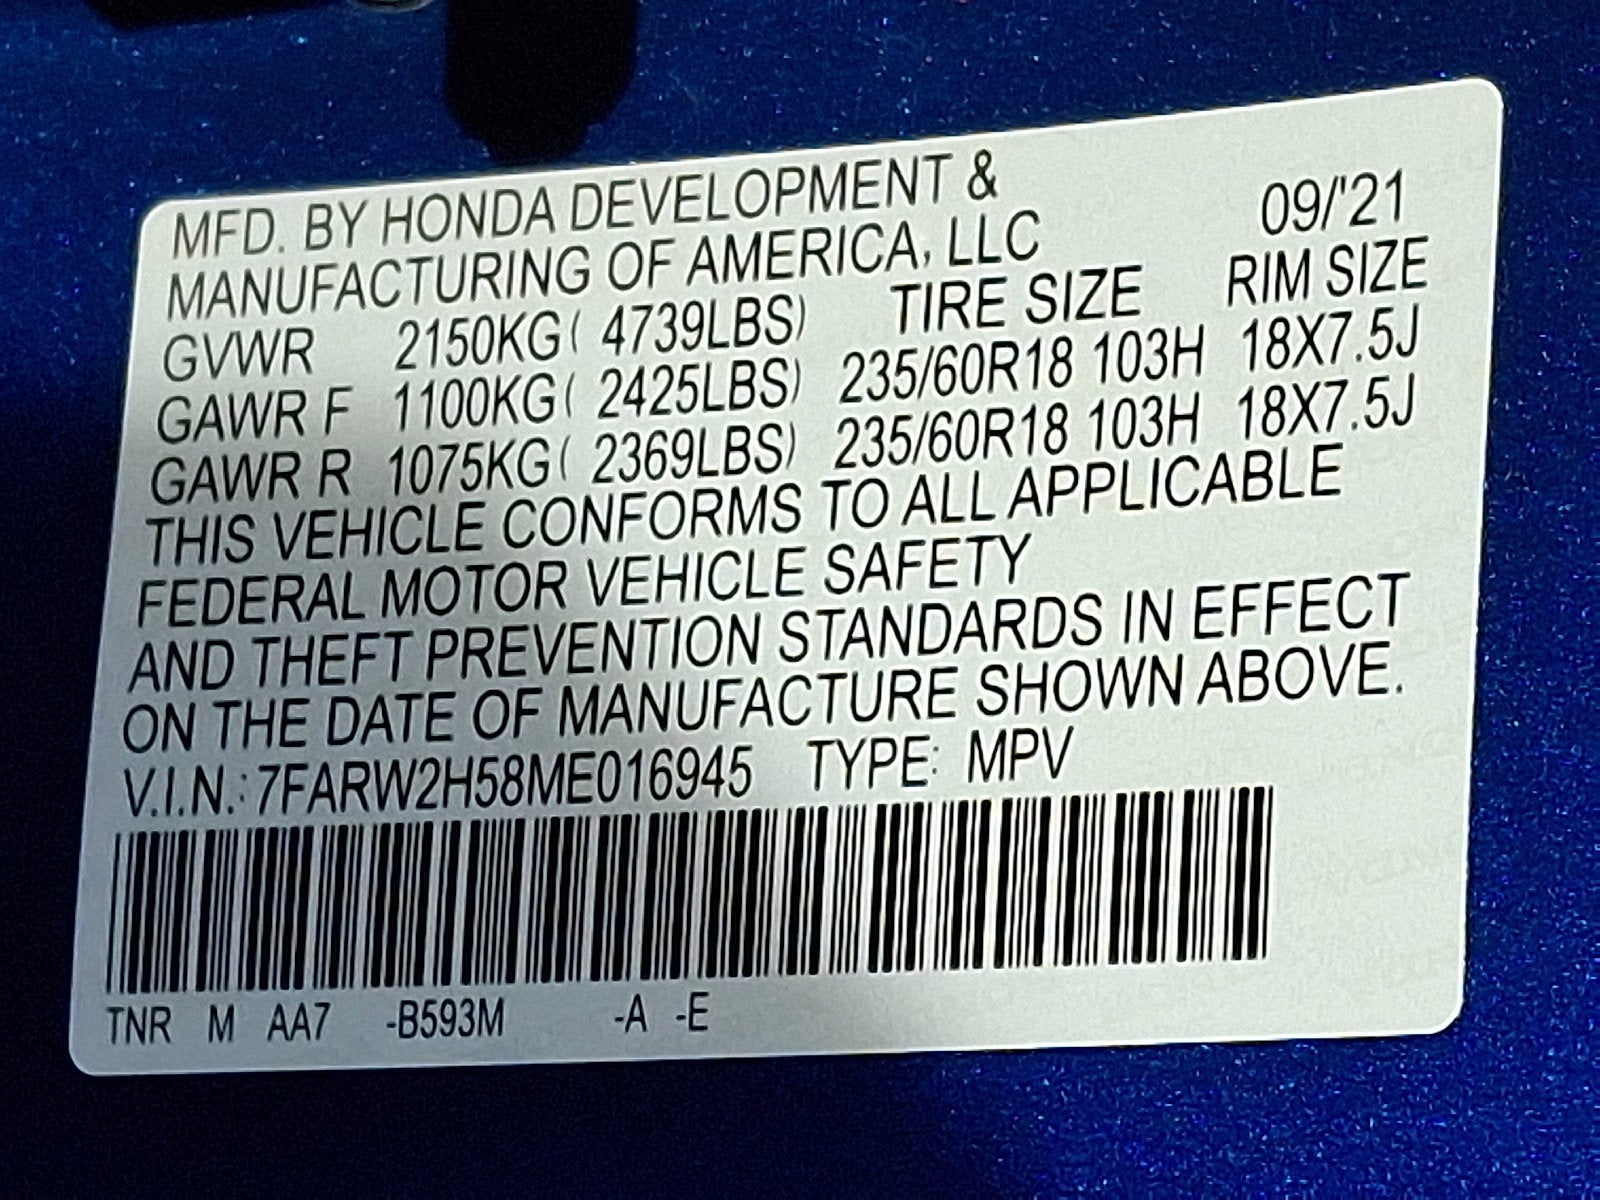 MFD. BY HONDA DEVELOPMENT & 09/'21
MANUFACTURING OF AMERICA, LLC
GVWR 2150KG( 4739LBS) TIRE SIZE RIM SIZE
GAWR F 1100KG( 2425LBS) 235/60R18 103H 18X7.5J
GAWR R 1075KG( 2369LBS) 235/60R18 103H 18X7.5J
THIS VEHICLE CONFORMS TO ALL APPLICABLE
FEDERAL MOTOR VEHICLE SAFETY
AND THEFT PREVENTION STANDARDS IN EFFECT
ON THE DATE OF MANUFACTURE SHOWN ABOVE.
V.I.N.: 7FARW2H58ME016945 TYPE: MPV
TNR M AA7 -B593M -A -E